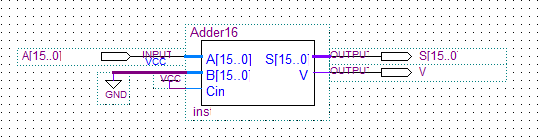 Adder16
A[15..0] INPUT VCC A[15..0] S[15..0] OUTPUT S[15..0]
B[15..0] V OUTPUT V
GND VCC Cin
inst